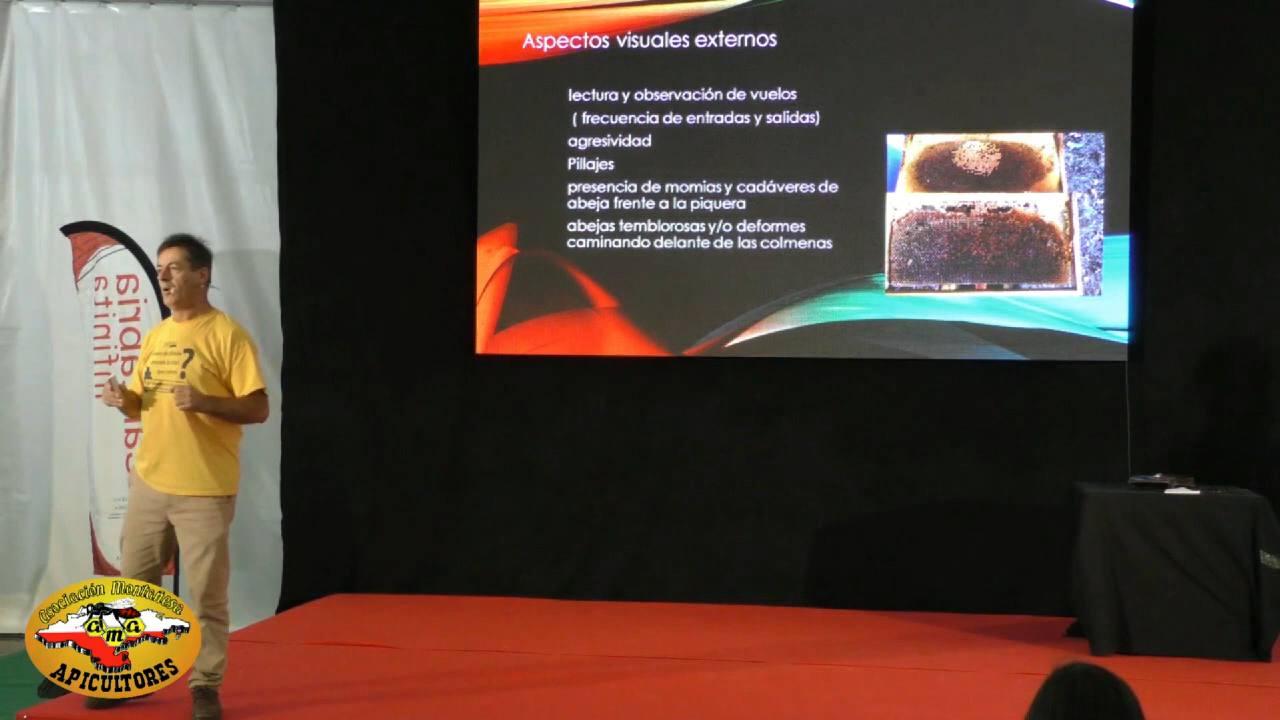 Aspectos visuales externos
lectura y observación de vuelos
( frecuencia de entradas y salidas)
agresividad
Pillajes
presencia de momias y cadáveres de
abeja frente a la piquera
abejas temblorosas y/o deformes
caminando delante de las colmenas
?
Asociación Montañesa
ama
APICULTORES